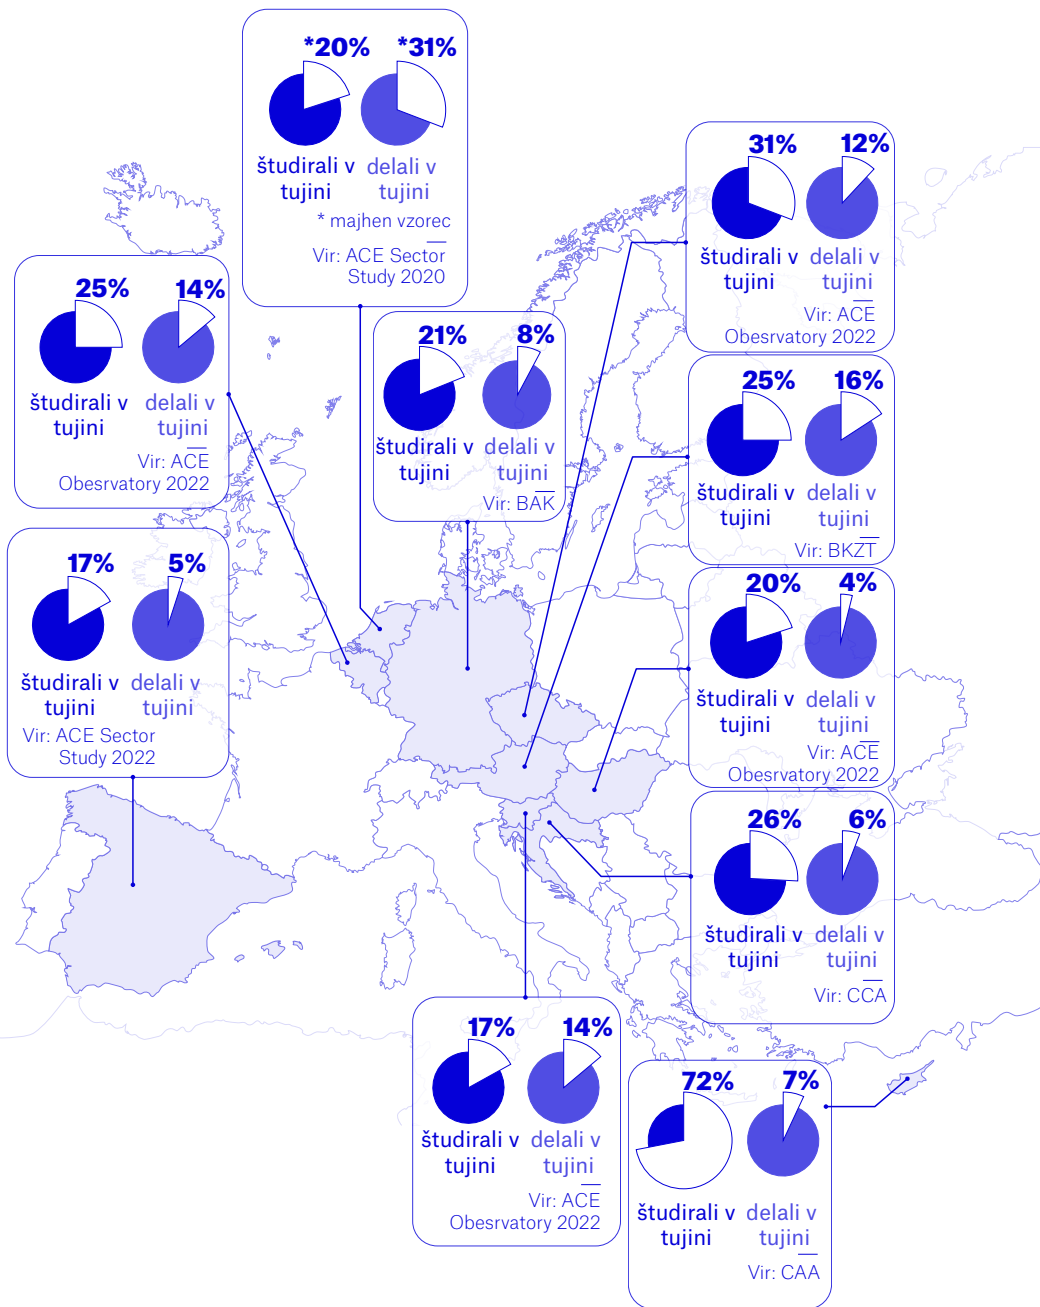 *20% *31%
študirali v delali v
tujini tujini
* majhen vzorec
Vir: ACE Sector
Study 2020
31% 12%
študirali v delali v
tujini tujini
Vir: ACE
Obesrvatory 2022
25% 14%
študirali v delali v
tujini tujini
Vir: ACE
Obesrvatory 2022
21% 8%
študirali v delali v
tujini tujini
Vir: BAK
25% 16%
študirali v delali v
tujini tujini
Vir: BKZT
17% 5%
študirali v delali v
tujini tujini
Vir: ACE Sector
Study 2022
20% 4%
študirali v delali v
tujini tujini
Vir: ACE
Obesrvatory 2022
26% 6%
študirali v delali v
tujini tujini
Vir: CCA
17% 14%
študirali v delali v
tujini tujini
Vir: ACE
Obesrvatory 2022
72% 7%
študirali v delali v
tujini tujini
Vir: CAA